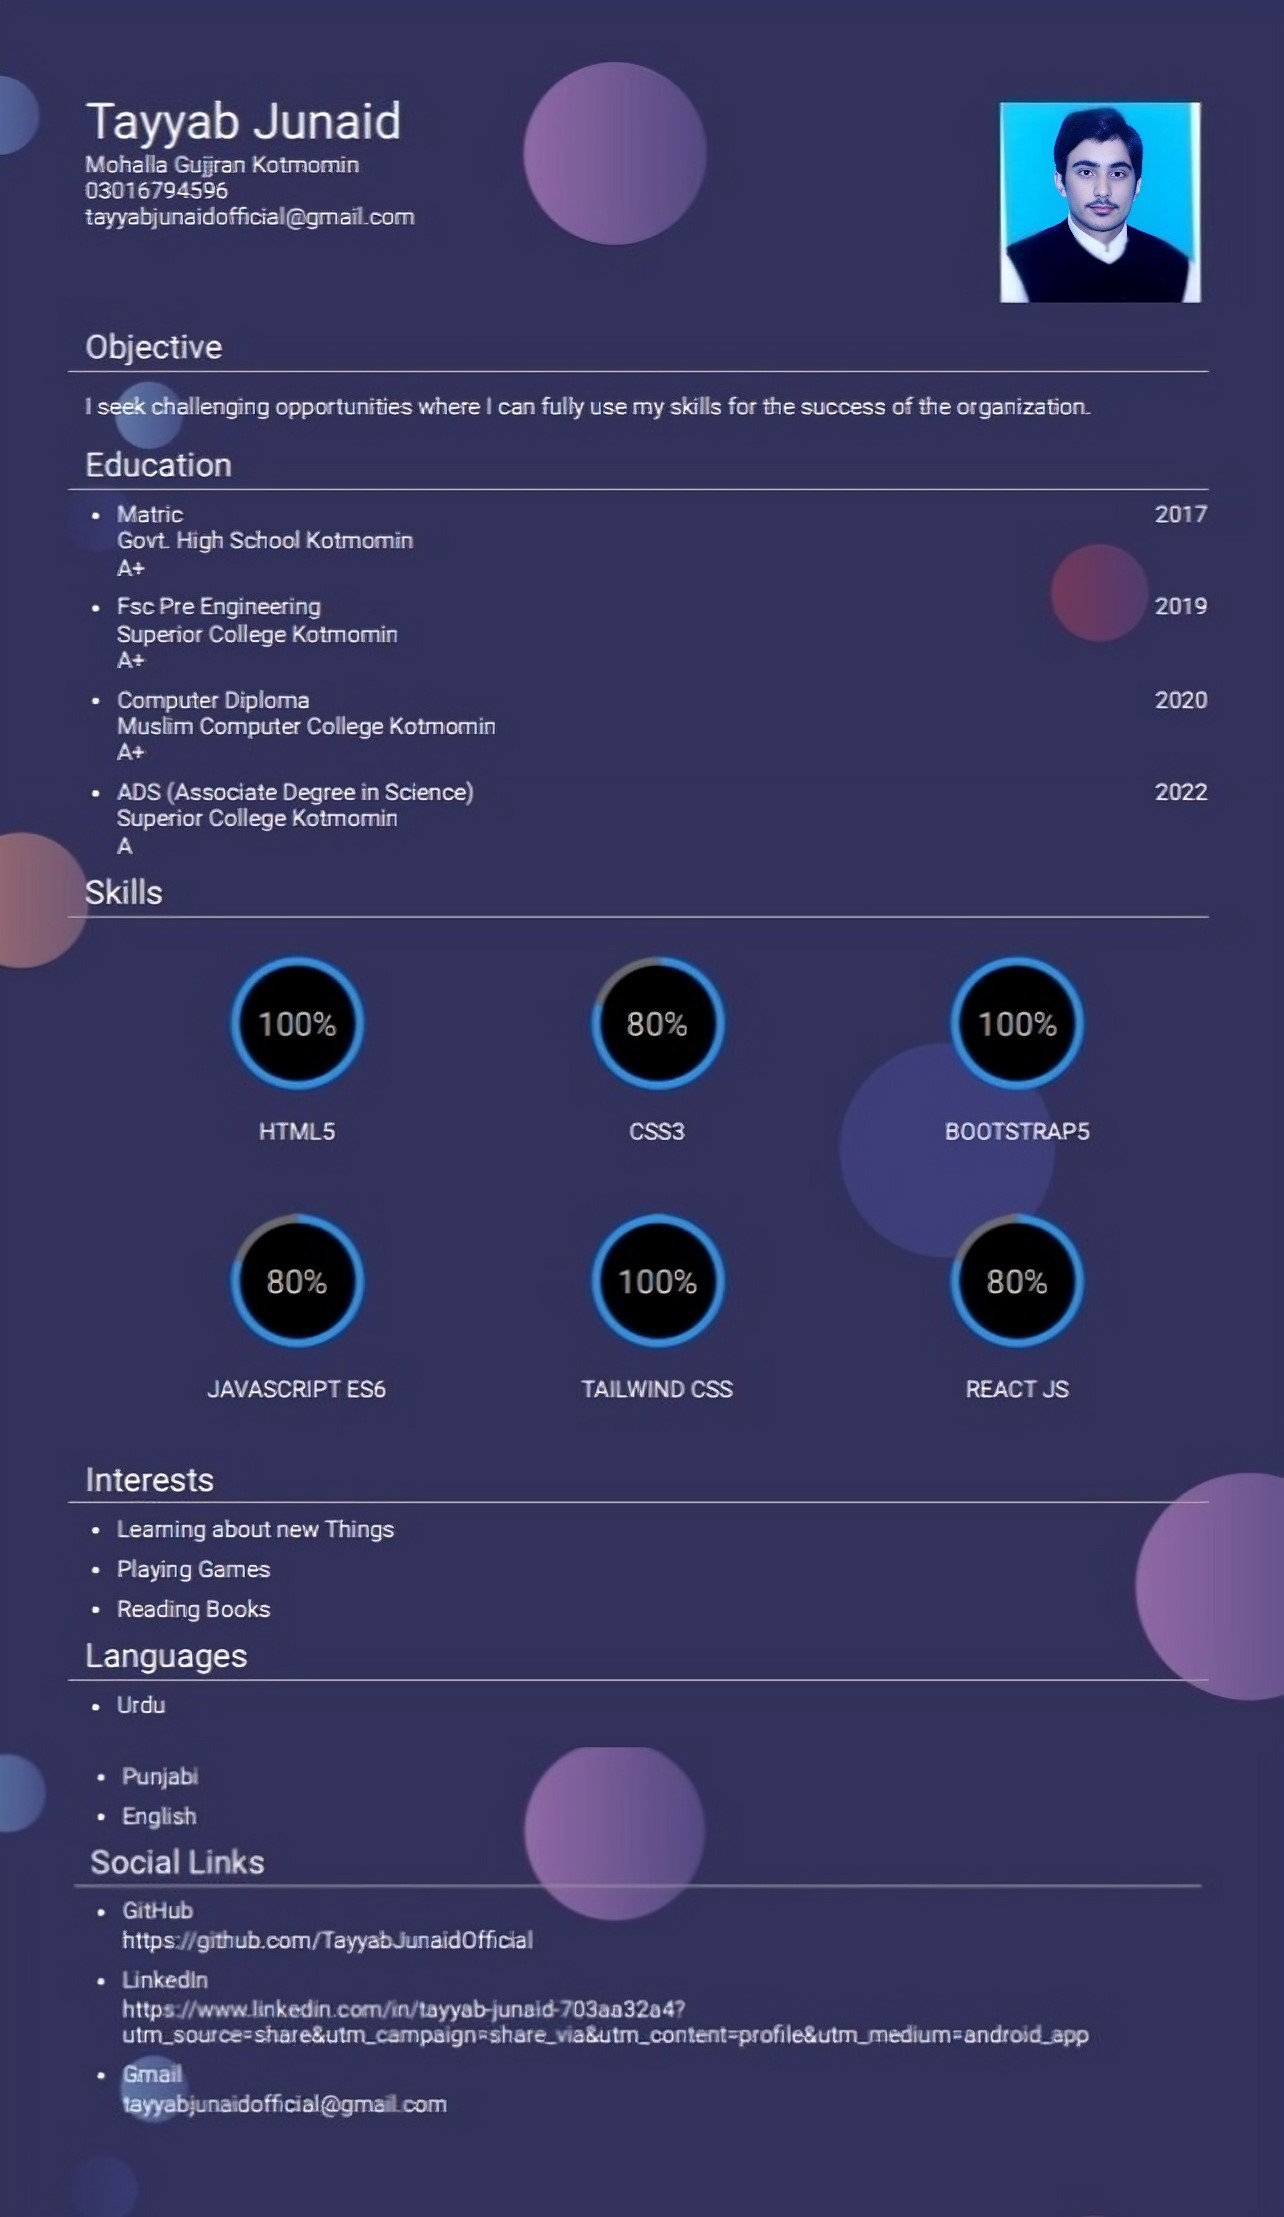 Tayyab Junaid
Mohalla Gujjran Kotmomin
03016794596
tayyabjunaidofficial@gmail.com
Objective
I seek challenging opportunities where I can fully use my skills for the success of the organization.
Education
• Matric 2017
Govt. High School Kotmomin
A+
• Fsc Pre Engineering 2019
Superior College Kotmomin
A+
• Computer Diploma 2020
Muslim Computer College Kotmomin
A+
• ADS (Associate Degree in Science) 2022
Superior College Kotmomin
A
Skills
100% 80% 100%
HTML5 CSS3 BOOTSTRAP5
80% 100% 80%
JAVASCRIPT ES6 TAILWIND CSS REACT JS
Interests
• Learning about new Things
• Playing Games
• Reading Books
Languages
• Urdu
• Punjabi
• English
Social Links
• GitHub
https://github.com/TayyabJunaidOfficial
• LinkedIn
https://www.linkedin.com/in/tayyab-junaid-703aa32a4?
utm_source=share&utm_campaign=share_via&utm_content=profile&utm_medium=android_app
• Gmail
tayyabjunaidofficial@gmail.com